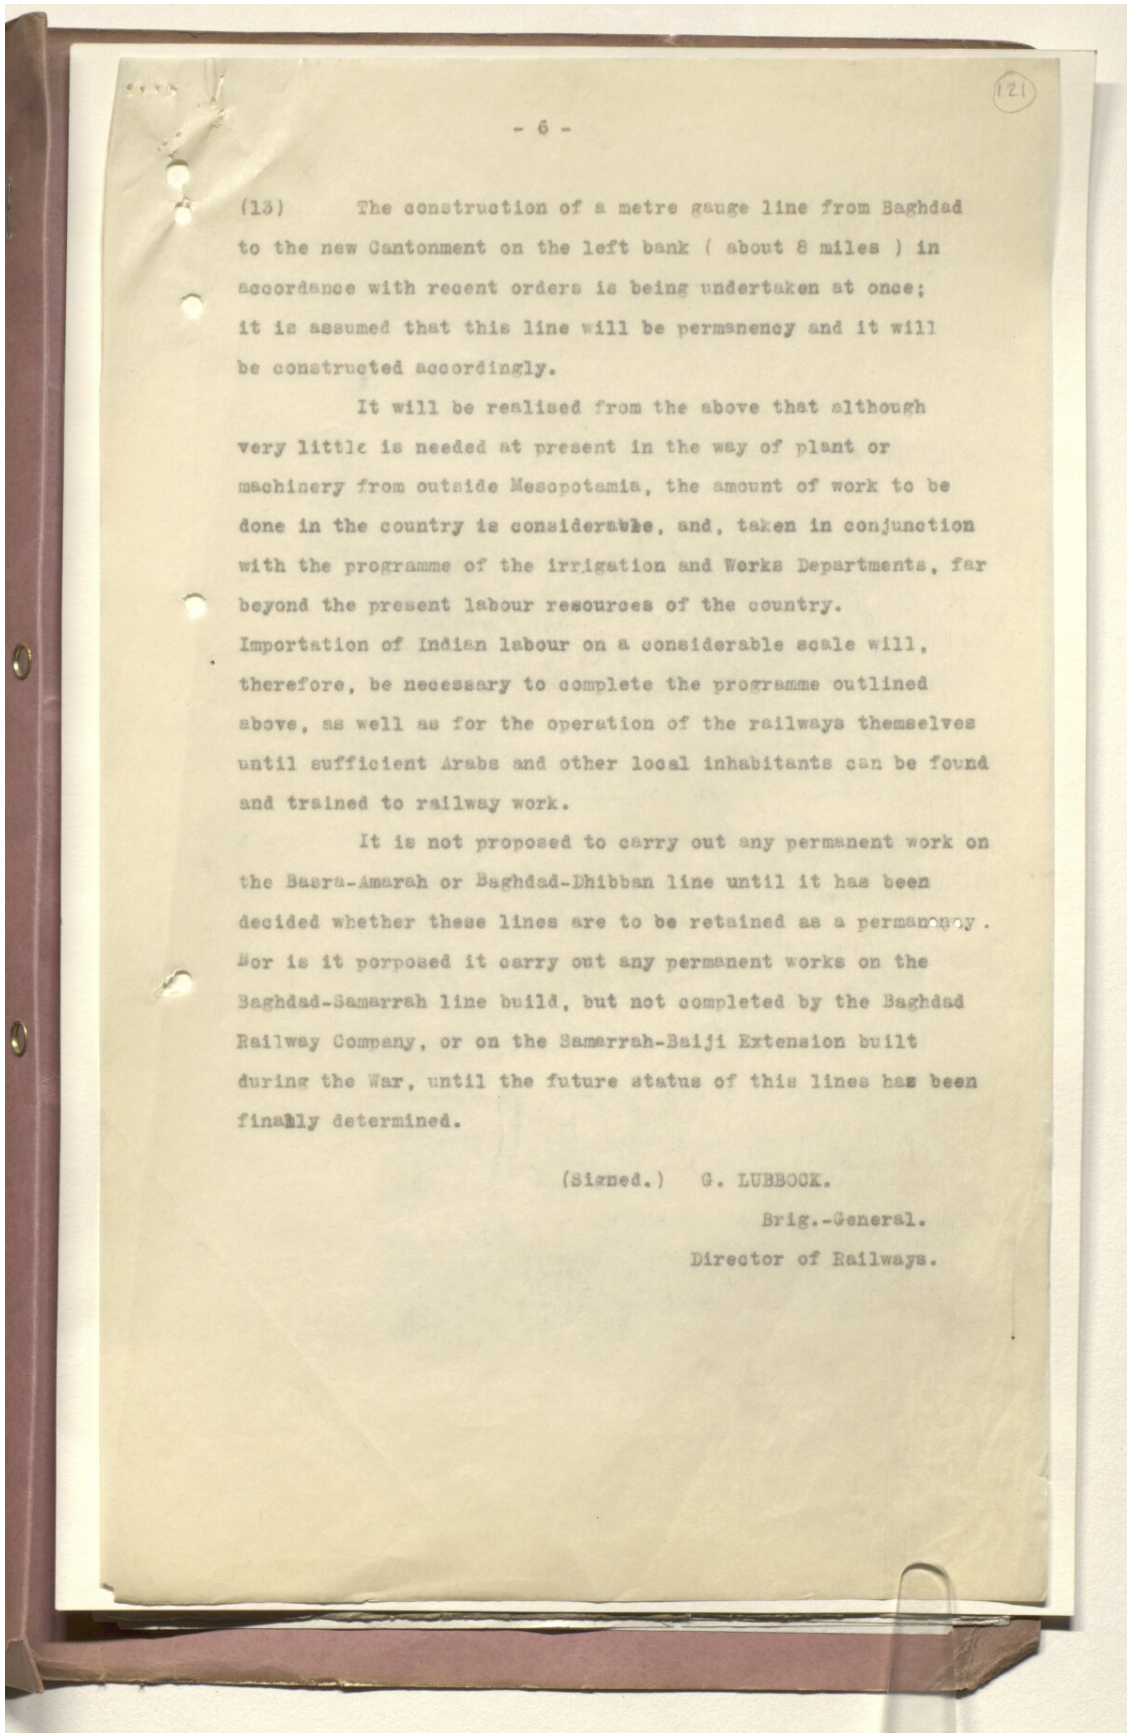 121
- 6 -
(13) The construction of a metre gauge line from Baghdad
to the new Cantonment on the left bank ( about 8 miles ) in
accordance with recent orders is being undertaken at once;
it is assumed that this line will be permanency and it will
be constructed accordingly.
It will be realised from the above that although
very little is needed at present in the way of plant or
machinery from outside Mesopotamia, the amount of work to be
done in the country is considerable, and, taken in conjunction
with the programme of the irrigation and Works Departments, far
beyond the present labour resources of the country.
Importation of Indian labour on a considerable scale will,
therefore, be necessary to complete the programme outlined
above, as well as for the operation of the railways themselves
until sufficient Arabs and other local inhabitants can be found
and trained to railway work.
It is not proposed to carry out any permanent work on
the Basra-Amarah or Baghdad-Dhibban line until it has been
decided whether these lines are to be retained as a permanency.
Nor is it porposed it carry out any permanent works on the
Baghdad-Samarrah line build, but not completed by the Baghdad
Railway Company, or on the Samarrah-Baiji Extension built
during the War, until the future status of this lines has been
finally determined.
(Signed.) G. LUBBOCK.
Brig.-General.
Director of Railways.